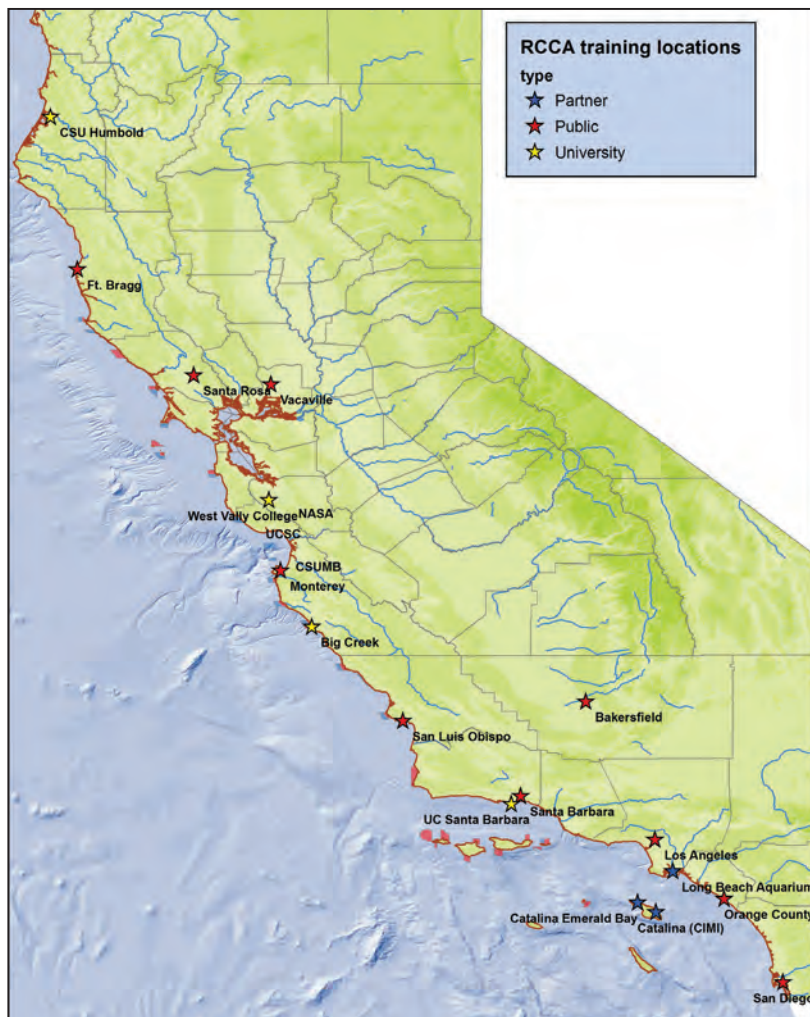 RCCA training locations
type
Partner
Public
University
CSU Humbold
Ft. Bragg
Santa Rosa
Vacaville
West Vally College
NASA
UCSC
CSUMB
Monterey
Big Creek
Bakersfield
San Luis Obispo
Santa Barbara
UC Santa Barbara
Los Angeles
Long Beach Aquarium
Orange County
Catalina Emerald Bay
Catalina (CIMI)
San Diego